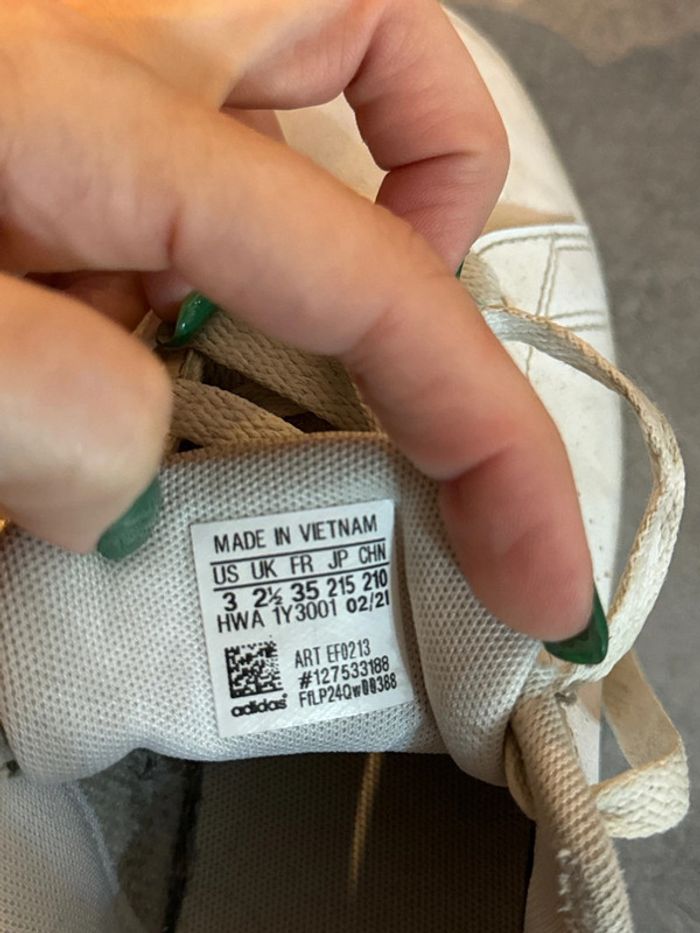 MADE IN VIETNAM
US UK FR JP CHN
3 2½ 35 215 210
HWA 1Y3001 02/21
ART EF0213
#127533188
adidas